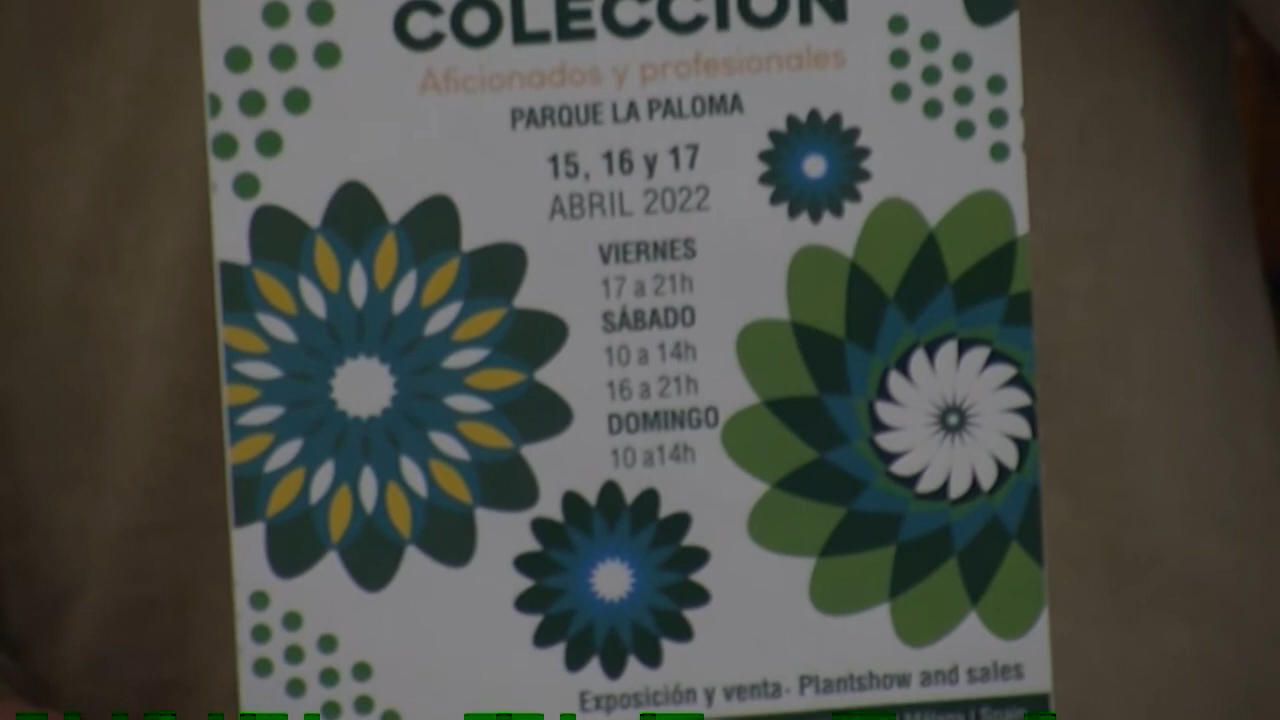 COLECCIÓN
Aficionados y profesionales
PARQUE LA PALOMA
15, 16 y 17
ABRIL 2022
VIERNES
17 a 21h
SÁBADO
10 a 14h
16 a 21h
DOMINGO
10 a14h
Exposición y venta- Plantshow and sales